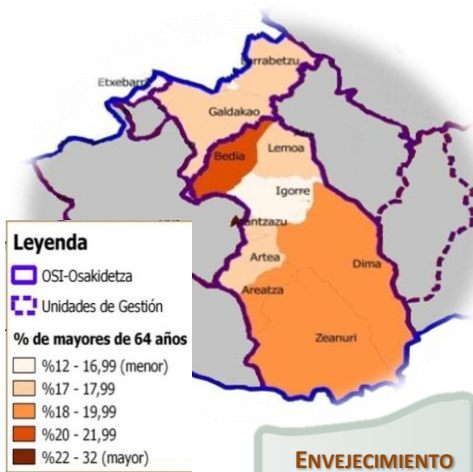 Larrabetzu
Etxebarri
Galdakao
Bedia
Lemoa
Igorre
Arantzazu
Artea
Dima
Areatza
Zeanuri
Leyenda
OSI-Osakidetza
Unidades de Gestión
% de mayores de 64 años
%12 - 16,99 (menor)
%17 - 17,99
%18 - 19,99
%20 - 21,99
%22 - 32 (mayor)
ENVEJECIMIENTO